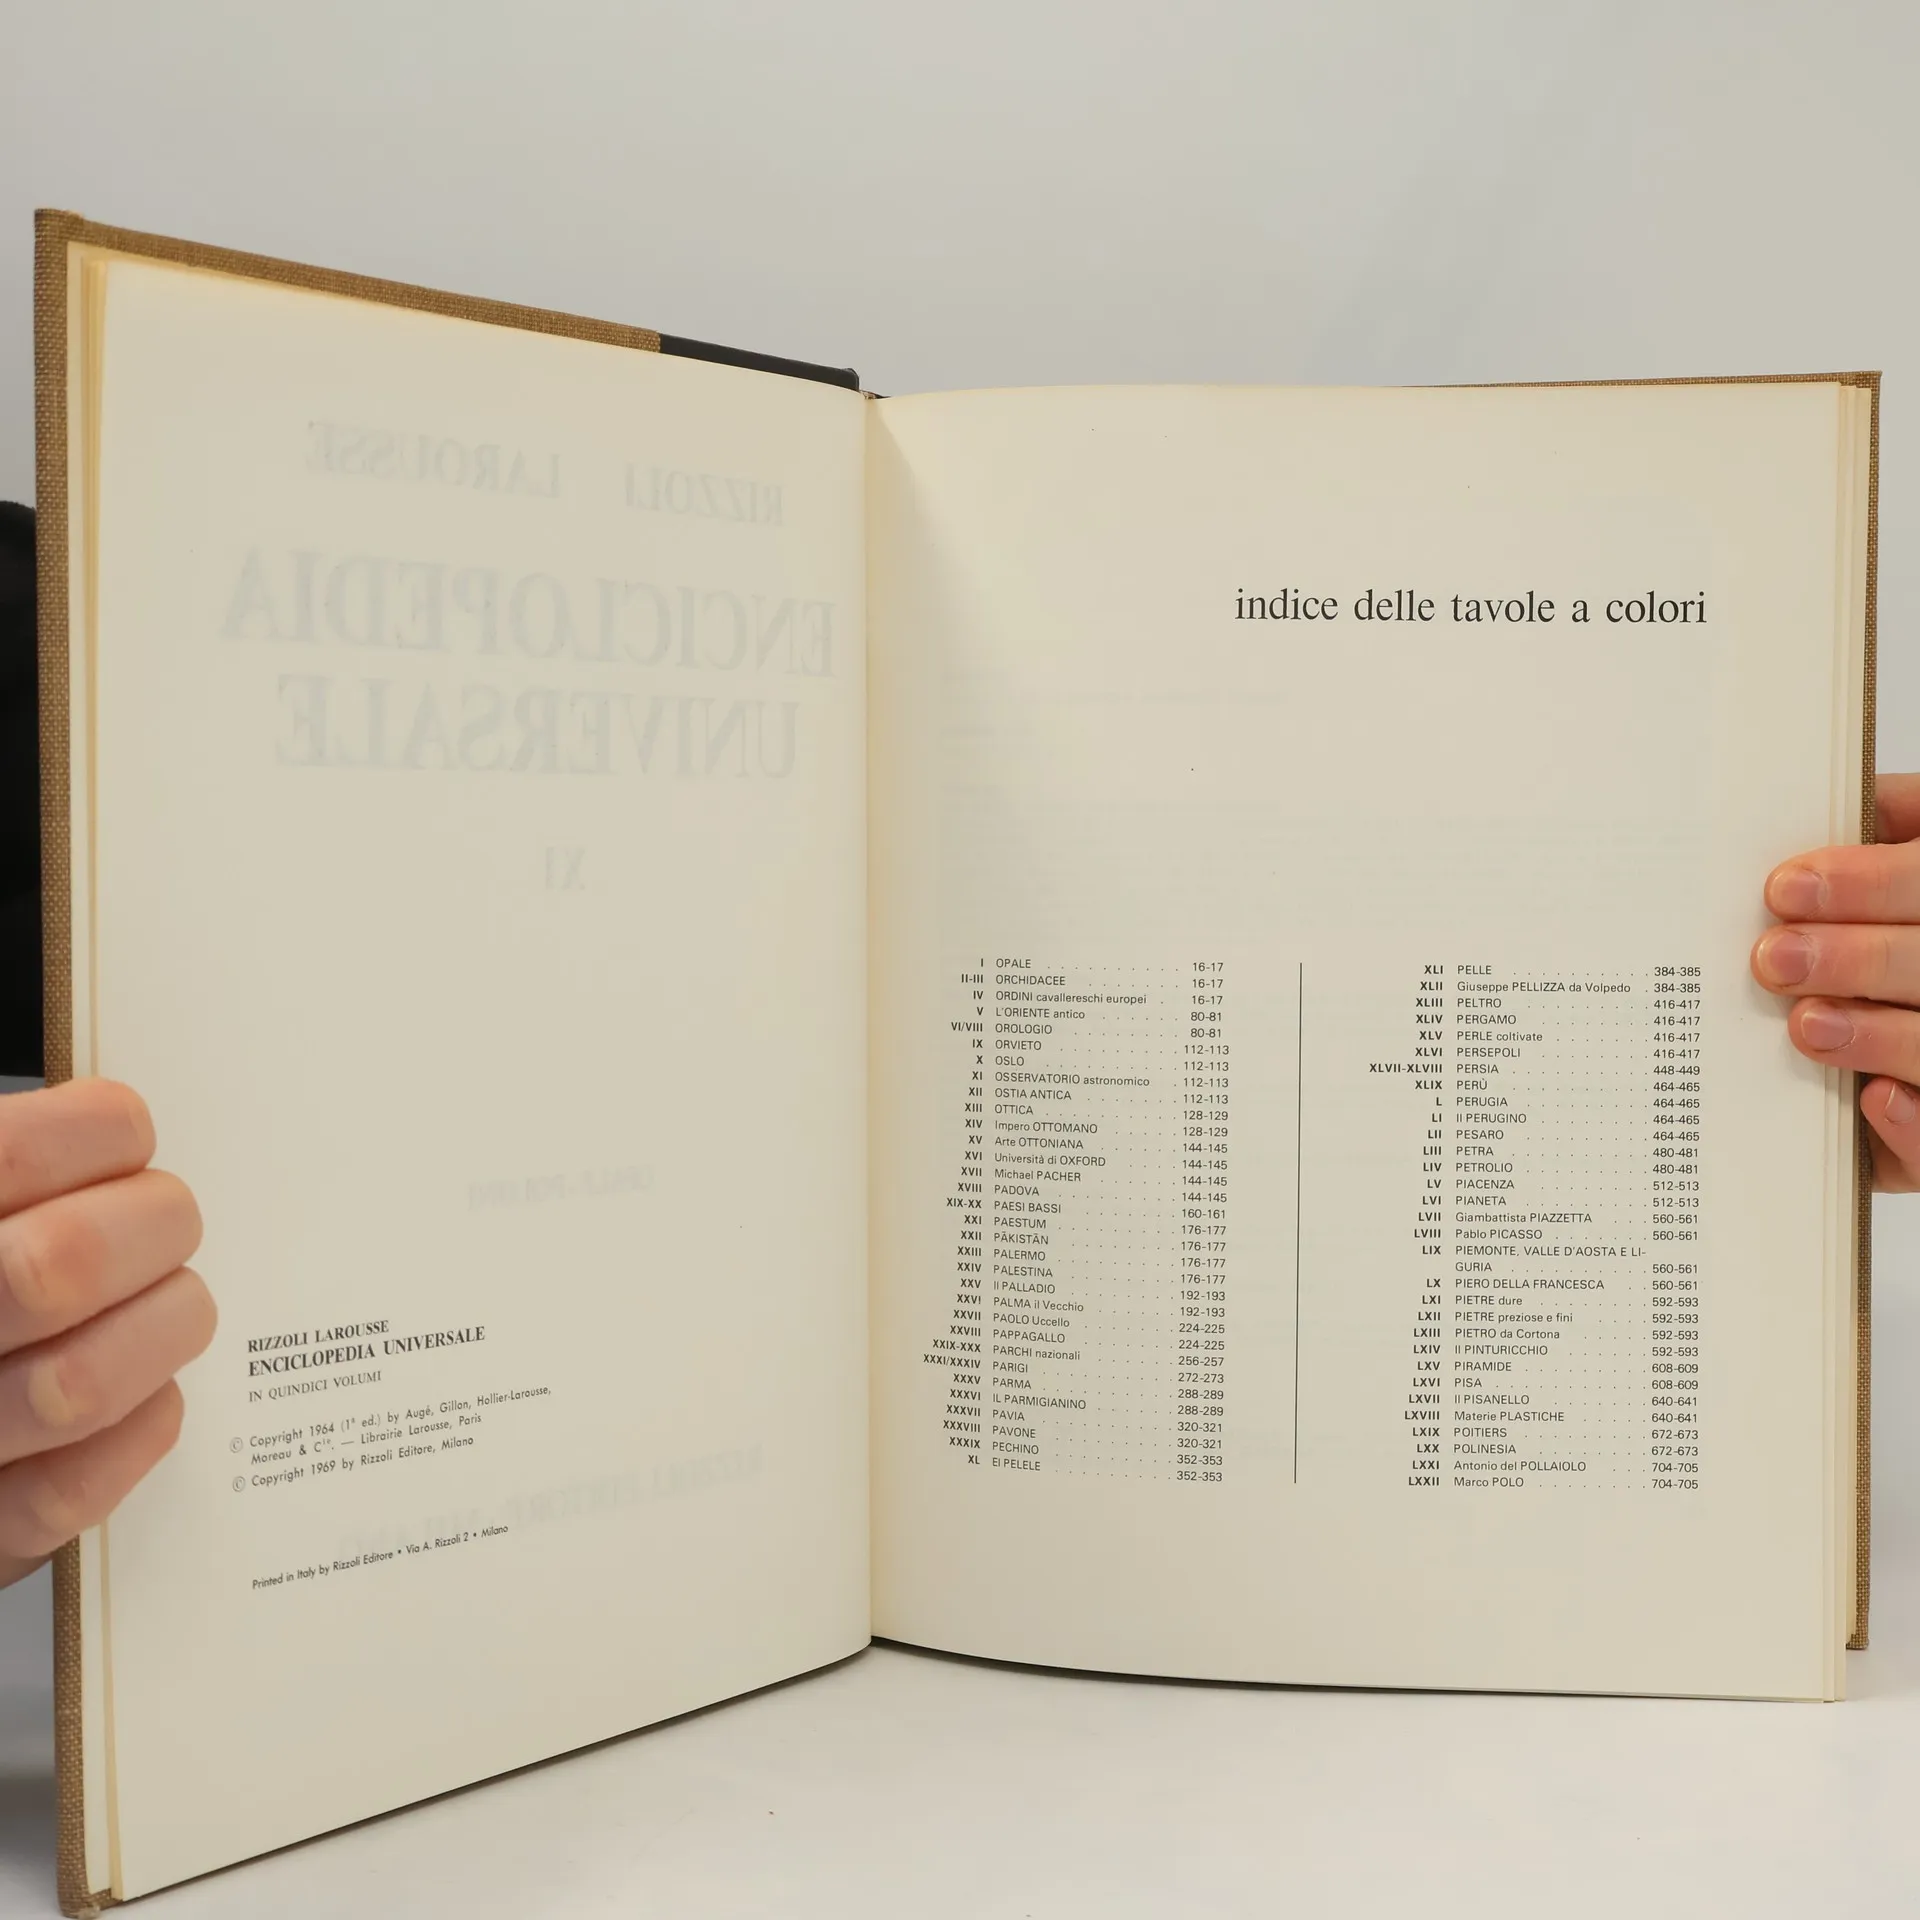 RIZZOLI LAROUSSE
ENCICLOPEDIA
UNIVERSALE
XI
RIZZOLI LAROUSSE
ENCICLOPEDIA UNIVERSALE
IN QUINDICI VOLUMI
© Copyright 1964 (1ª ed.) by Augé, Gillon, Hollier-Larousse,
Moreau & Cie. — Librairie Larousse, Paris
© Copyright 1969 by Rizzoli Editore, Milano
Printed in Italy by Rizzoli Editore • Via A. Rizzoli 2 • Milano
indice delle tavole a colori
I OPALE . . . . . . . . . . 16-17
II-III ORCHIDACEE . . . . . . . 16-17
IV ORDINI cavallereschi europei . 16-17
V L'ORIENTE antico . . . . . . 80-81
VI/VIII OROLOGIO . . . . . . . . 80-81
IX ORVIETO . . . . . . . . . 112-113
X OSLO . . . . . . . . . . 112-113
XI OSSERVATORIO astronomico . 112-113
XII OSTIA ANTICA . . . . . . . 112-113
XIII OTTICA . . . . . . . . . . 128-129
XIV Impero OTTOMANO . . . . . 128-129
XV Arte OTTONIANA . . . . . . 144-145
XVI Università di OXFORD . . . . 144-145
XVII Michael PACHER . . . . . . 144-145
XVIII PADOVA . . . . . . . . . 144-145
XIX-XX PAESI BASSI . . . . . . . 160-161
XXI PAESTUM . . . . . . . . . 176-177
XXII PĀKISTĀN . . . . . . . . 176-177
XXIII PALERMO . . . . . . . . . 176-177
XXIV PALESTINA . . . . . . . . 176-177
XXV Il PALLADIO . . . . . . . . 192-193
XXVI PALMA il Vecchio . . . . . . 192-193
XXVII PAOLO Uccello . . . . . . . 224-225
XXVIII PAPPAGALLO . . . . . . . 224-225
XXIX-XXX PARCHI nazionali . . . . . . 256-257
XXXI/XXXIV PARIGI . . . . . . . . . . 272-273
XXXV PARMA . . . . . . . . . . 288-289
XXXVI IL PARMIGIANINO . . . . . . 288-289
XXXVII PAVIA . . . . . . . . . . 320-321
XXXVIII PAVONE . . . . . . . . . 320-321
XXXIX PECHINO . . . . . . . . . 352-353
XL El PELELE . . . . . . . . . 352-353
XLI PELLE . . . . . . . . . . 384-385
XLII Giuseppe PELLIZZA da Volpedo . 384-385
XLIII PELTRO . . . . . . . . . 416-417
XLIV PERGAMO . . . . . . . . 416-417
XLV PERLE coltivate . . . . . . . 416-417
XLVI PERSEPOLI . . . . . . . . 416-417
XLVII-XLVIII PERSIA . . . . . . . . . . 448-449
XLIX PERÙ . . . . . . . . . . 464-465
L PERUGIA . . . . . . . . . 464-465
LI Il PERUGINO . . . . . . . . 464-465
LII PESARO . . . . . . . . . 464-465
LIII PETRA . . . . . . . . . . 480-481
LIV PETROLIO . . . . . . . . 480-481
LV PIACENZA . . . . . . . . 512-513
LVI PIANETA . . . . . . . . . 512-513
LVII Giambattista PIAZZETTA . . . 560-561
LVIII Pablo PICASSO . . . . . . . 560-561
LIX PIEMONTE, VALLE D'AOSTA E LI-
GURIA . . . . . . . . . . 560-561
LX PIERO DELLA FRANCESCA . . 560-561
LXI PIETRE dure . . . . . . . . 592-593
LXII PIETRE preziose e fini . . . . 592-593
LXIII PIETRO da Cortona . . . . . . 592-593
LXIV Il PINTURICCHIO . . . . . . 592-593
LXV PIRAMIDE . . . . . . . . 608-609
LXVI PISA . . . . . . . . . . . 608-609
LXVII Il PISANELLO . . . . . . . . 640-641
LXVIII Materie PLASTICHE . . . . . 640-641
LXIX POITIERS . . . . . . . . . 672-673
LXX POLINESIA . . . . . . . . 672-673
LXXI Antonio del POLLAIOLO . . . 704-705
LXXII Marco POLO . . . . . . . . 704-705